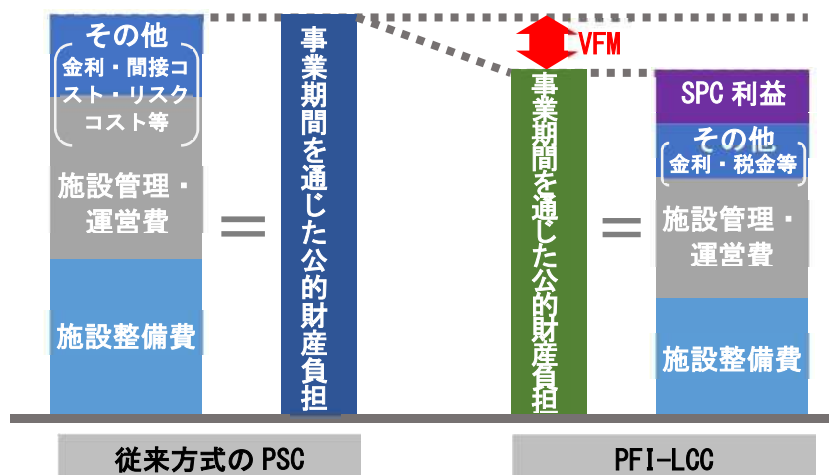 その他
金利・間接コ
スト・リスク
コスト等
施設管理・
運営費
施設整備費
=
事業期間を通じた公的財産負担
VFM
事業期間を通じた公的財産負担
=
SPC 利益
その他
金利・税金等
施設管理・
運営費
施設整備費
従来方式の PSC
PFI-LCC